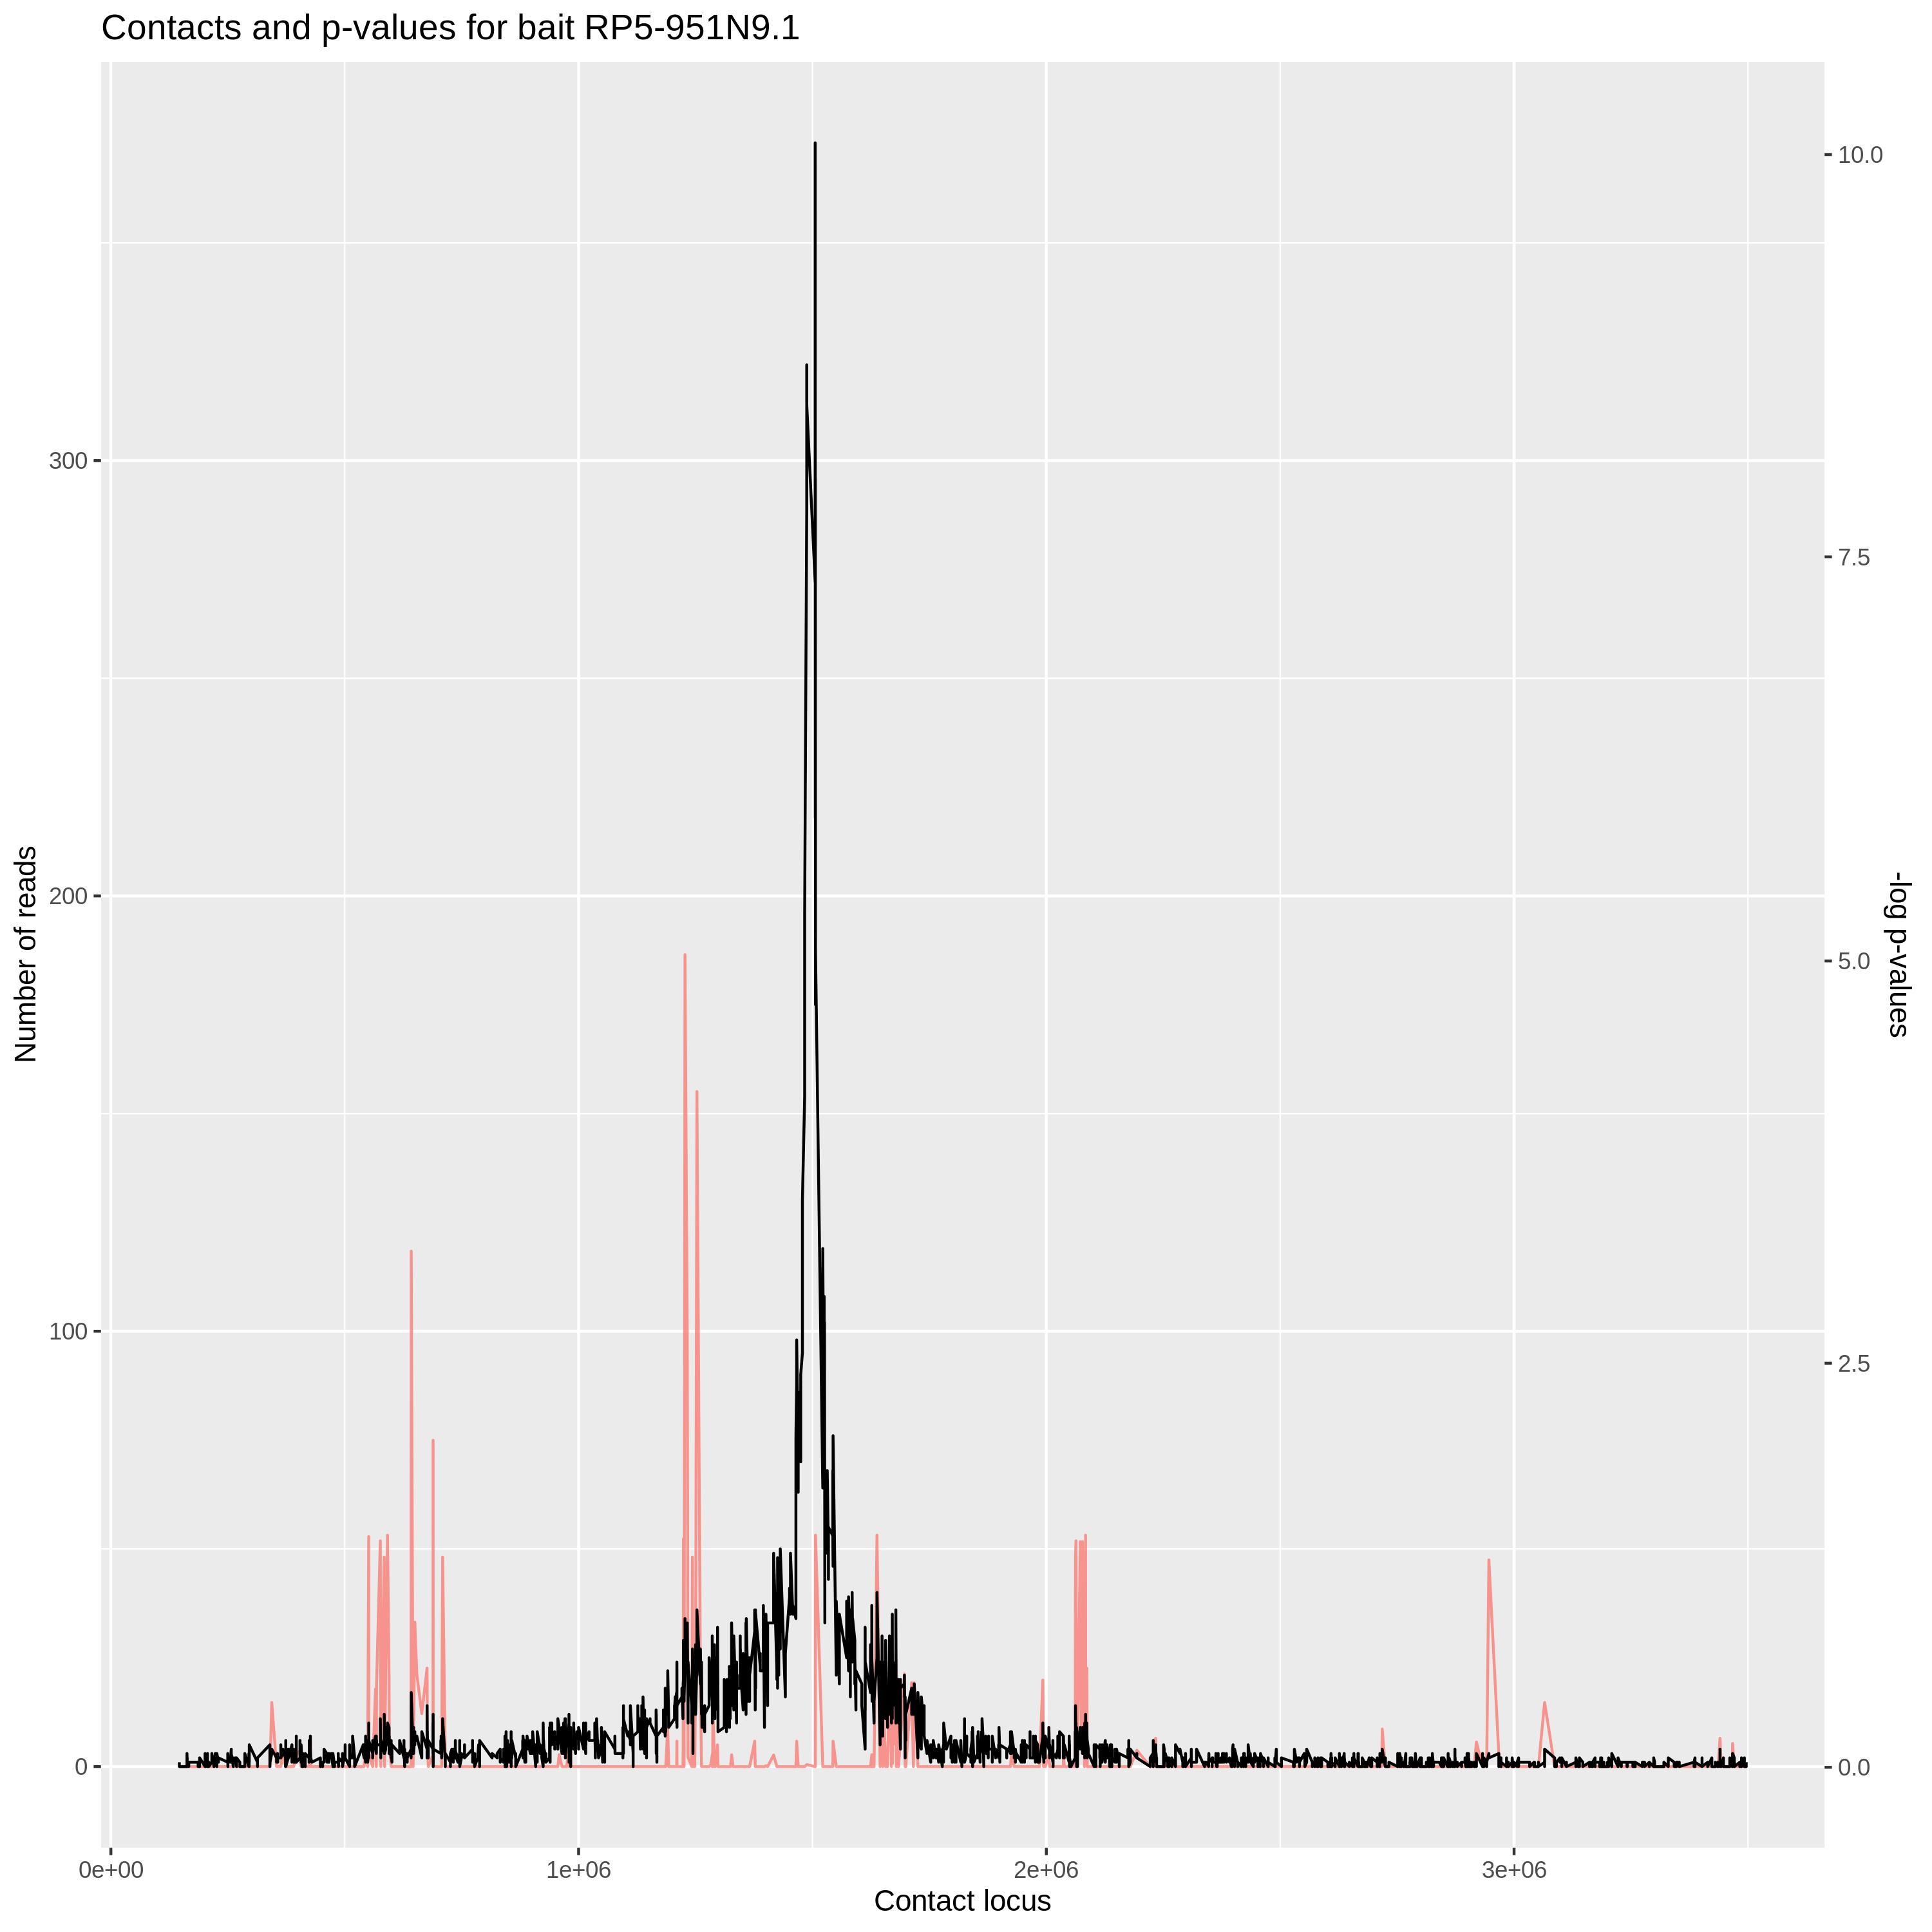 Contacts and p-values for bait RP5-951N9.1
Number of reads
300
200
100
0
10.0
7.5
5.0
2.5
0.0
-log p-values
0e+00
1e+06
2e+06
3e+06
Contact locus